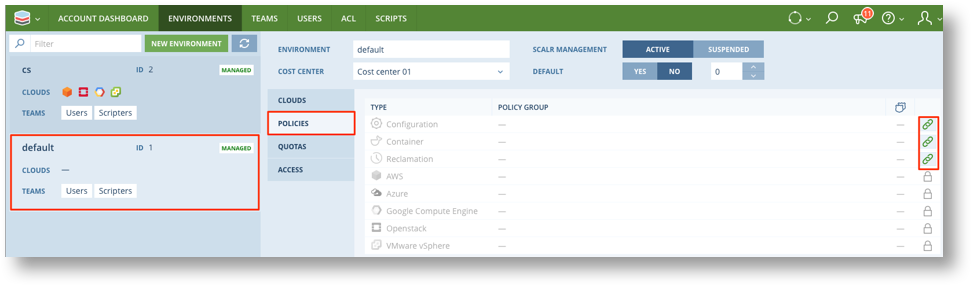 ACCOUNT DASHBOARD ENVIRONMENTS TEAMS USERS ACL SCRIPTS 11
Filter NEW ENVIRONMENT
cs ID 2 MANAGED
CLOUDS
TEAMS Users Scripters
default ID 1 MANAGED
CLOUDS —
TEAMS Users Scripters
ENVIRONMENT default SCALR MANAGEMENT ACTIVE SUSPENDED
COST CENTER Cost center 01 DEFAULT YES NO 0
CLOUDS
POLICIES
QUOTAS
ACCESS
TYPE POLICY GROUP
Configuration — —
Container — —
Reclamation — —
AWS — —
Azure — —
Google Compute Engine — —
Openstack — —
VMware vSphere — —